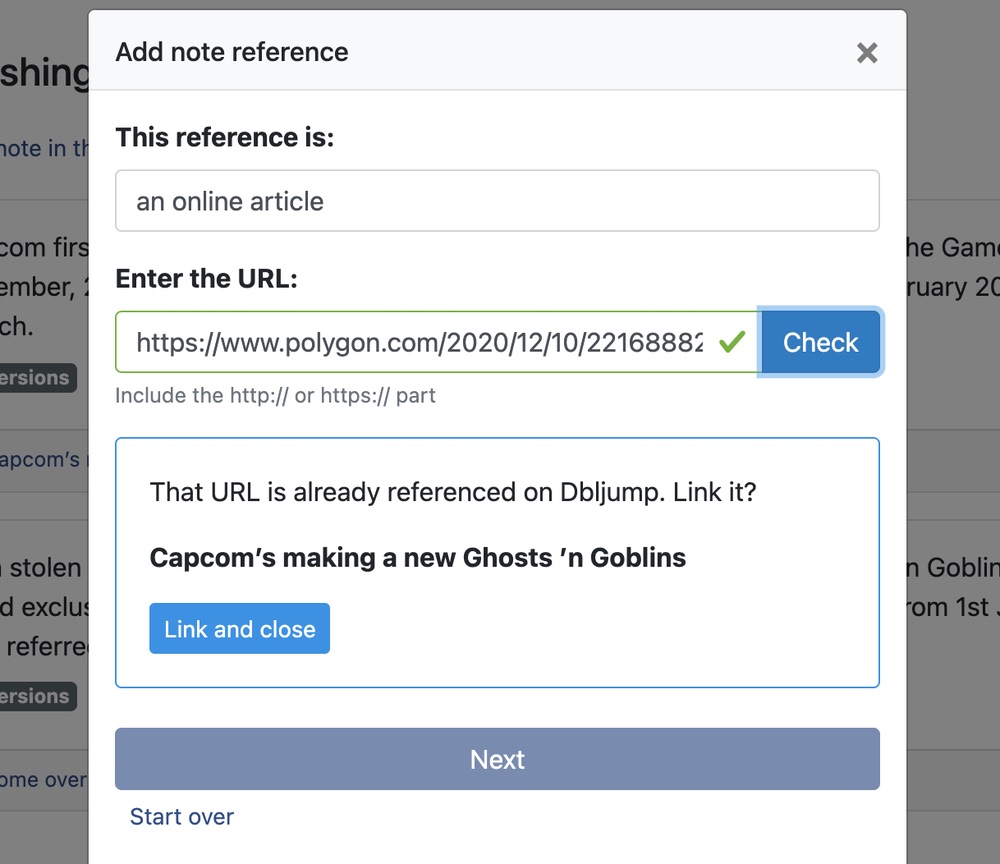 Add note reference
shing
This reference is:
note in th
an online article
com firs
he Gam
ember, 2
Enter the URL:
ruary 20
ch.
https://www.polygon.com/2020/12/10/22168882
Check
ersions
Include the http:// or https:// part
apcom’s
That URL is already referenced on Dbljump. Link it?
Capcom’s making a new Ghosts ’n Goblins
stolen
n Goblin
d exclus
rom 1st
Link and close
referre
ersions
Next
ome over
Start over